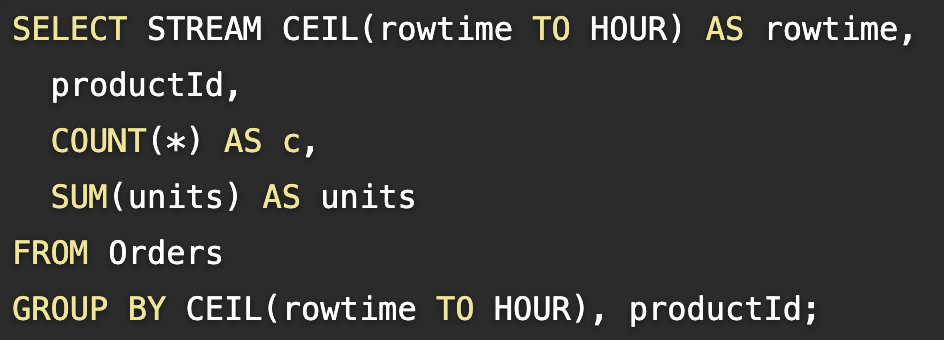 SELECT STREAM CEIL(rowtime TO HOUR) AS rowtime,
  productId,
  COUNT(*) AS c,
  SUM(units) AS units
FROM Orders
GROUP BY CEIL(rowtime TO HOUR), productId;